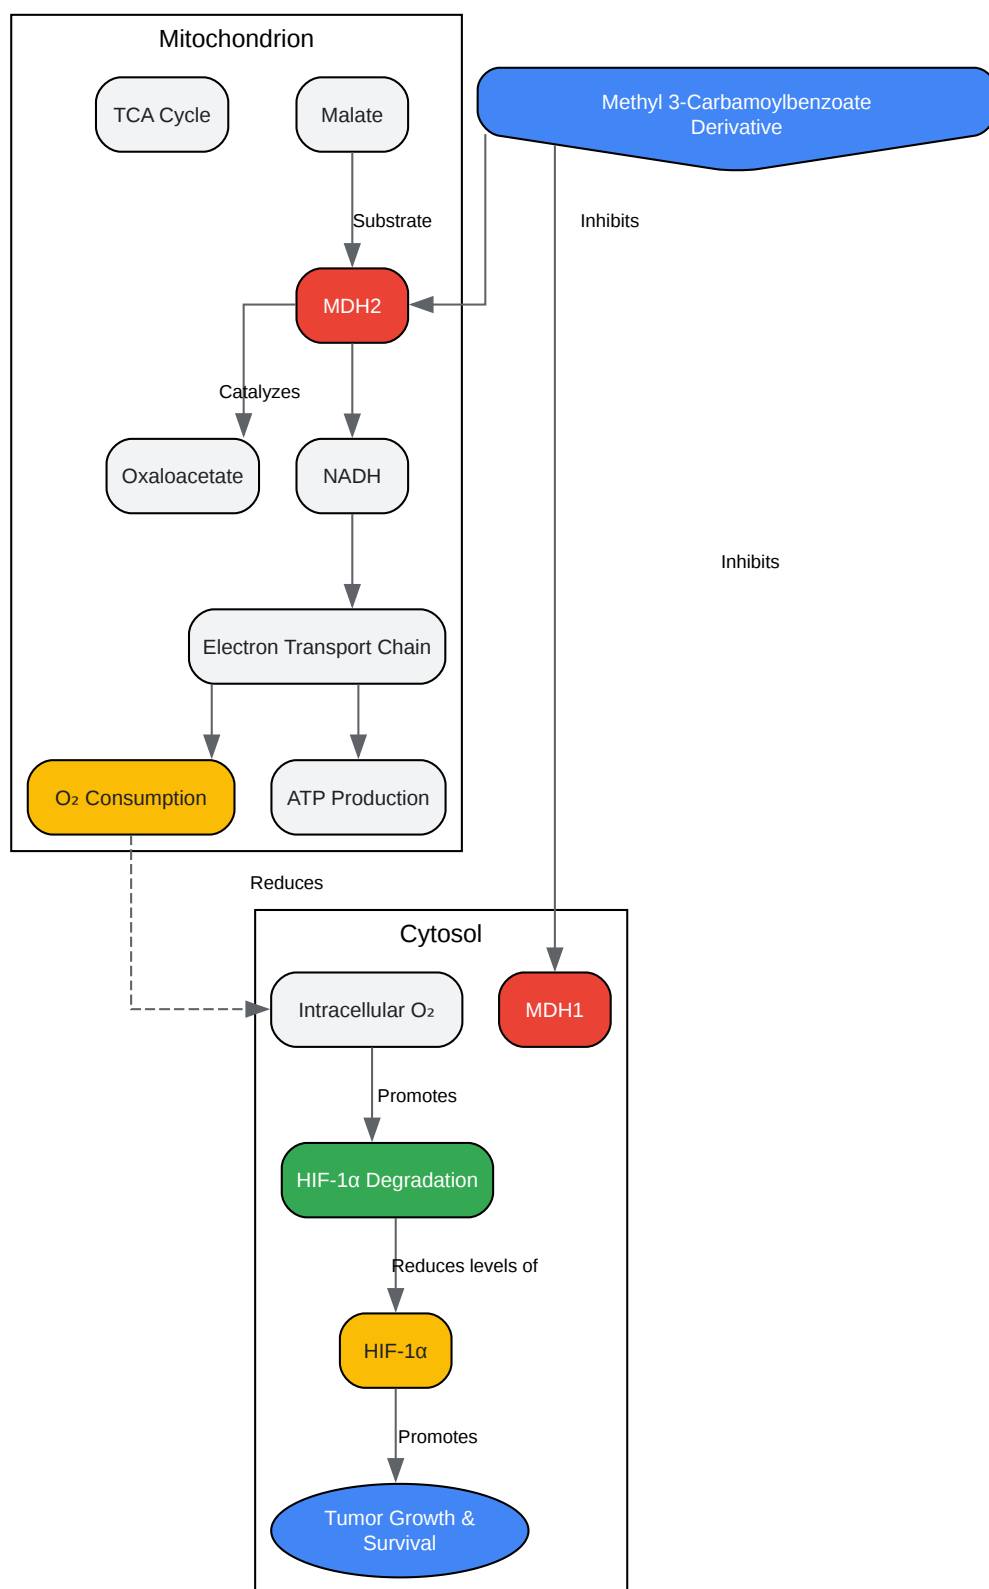 Mitochondrion
TCA Cycle
Malate
Methyl 3-Carbamoylbenzoate
Derivative
Substrate
Inhibits
MDH2
Catalyzes
Oxaloacetate
NADH
Inhibits
Electron Transport Chain
O₂ Consumption
ATP Production
Reduces
Cytosol
Intracellular O₂
MDH1
Promotes
HIF-1α Degradation
Reduces levels of
HIF-1α
Promotes
Tumor Growth &
Survival